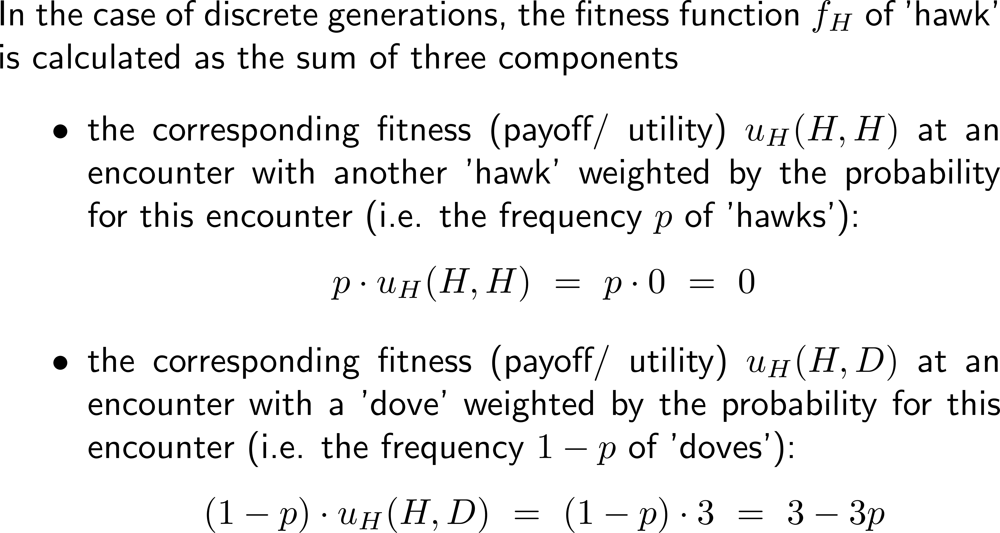 In the case of discrete generations, the fitness function $f_H$ of 'hawk'
is calculated as the sum of three components
• the corresponding fitness (payoff/ utility) $u_H(H, H)$ at an
encounter with another 'hawk' weighted by the probability
for this encounter (i.e. the frequency $p$ of 'hawks'):
$p \cdot u_H(H, H) = p \cdot 0 = 0$
• the corresponding fitness (payoff/ utility) $u_H(H, D)$ at an
encounter with a 'dove' weighted by the probability for this
encounter (i.e. the frequency $1 - p$ of 'doves'):
$(1 - p) \cdot u_H(H, D) = (1 - p) \cdot 3 = 3 - 3p$